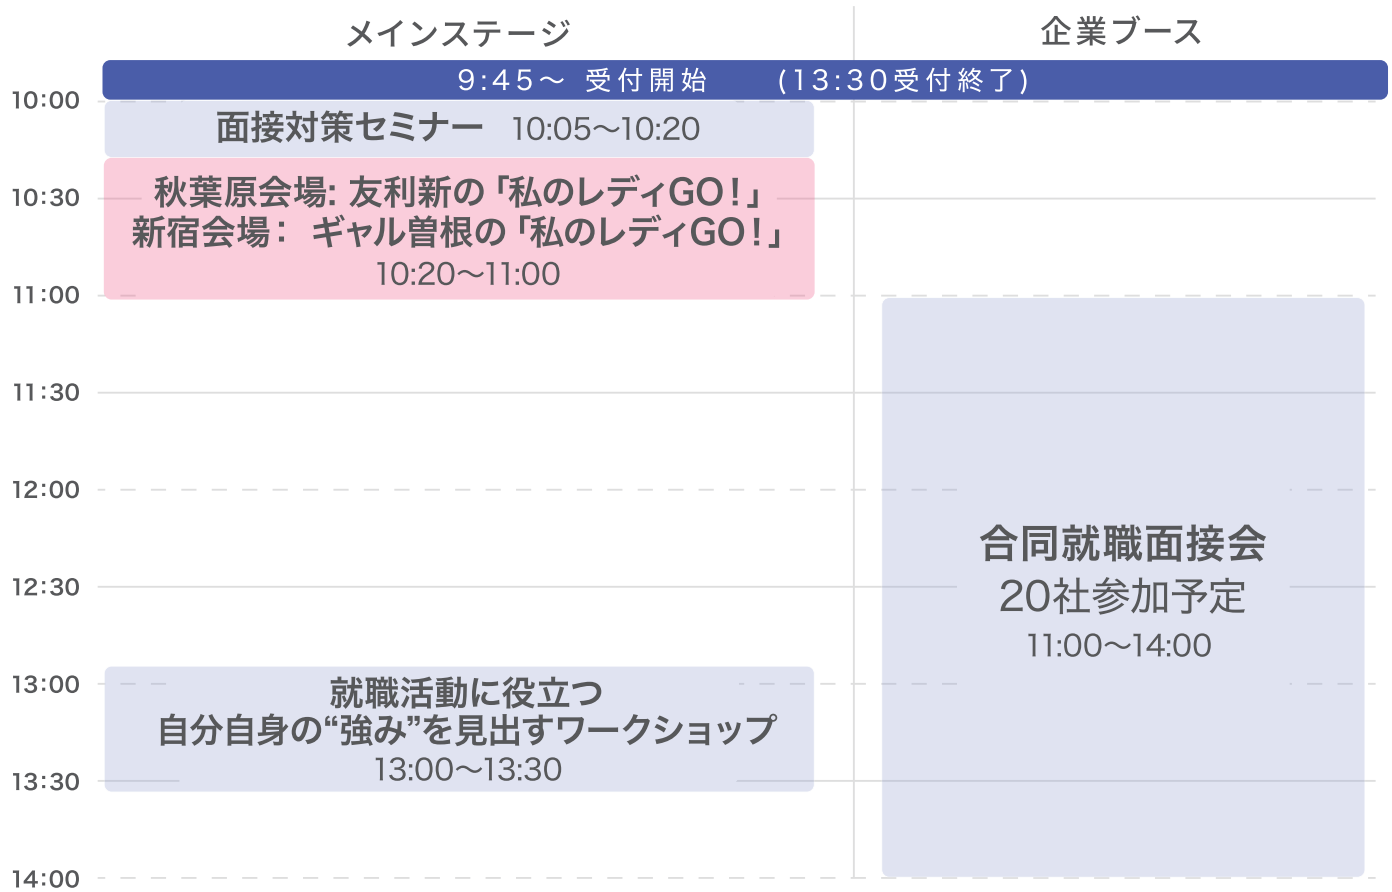 メインステージ
企業ブース
9:45〜 受付開始 (13:30受付終了)
10:00
面接対策セミナー 10:05〜10:20
10:30
秋葉原会場: 友利新の「私のレディGO！」
新宿会場： ギャル曽根の「私のレディGO！」
10:20〜11:00
11:00
11:30
12:00
合同就職面接会
20社参加予定
11:00〜14:00
12:30
13:00
就職活動に役立つ
自分自身の“強み”を見出すワークショップ
13:00〜13:30
13:30
14:00